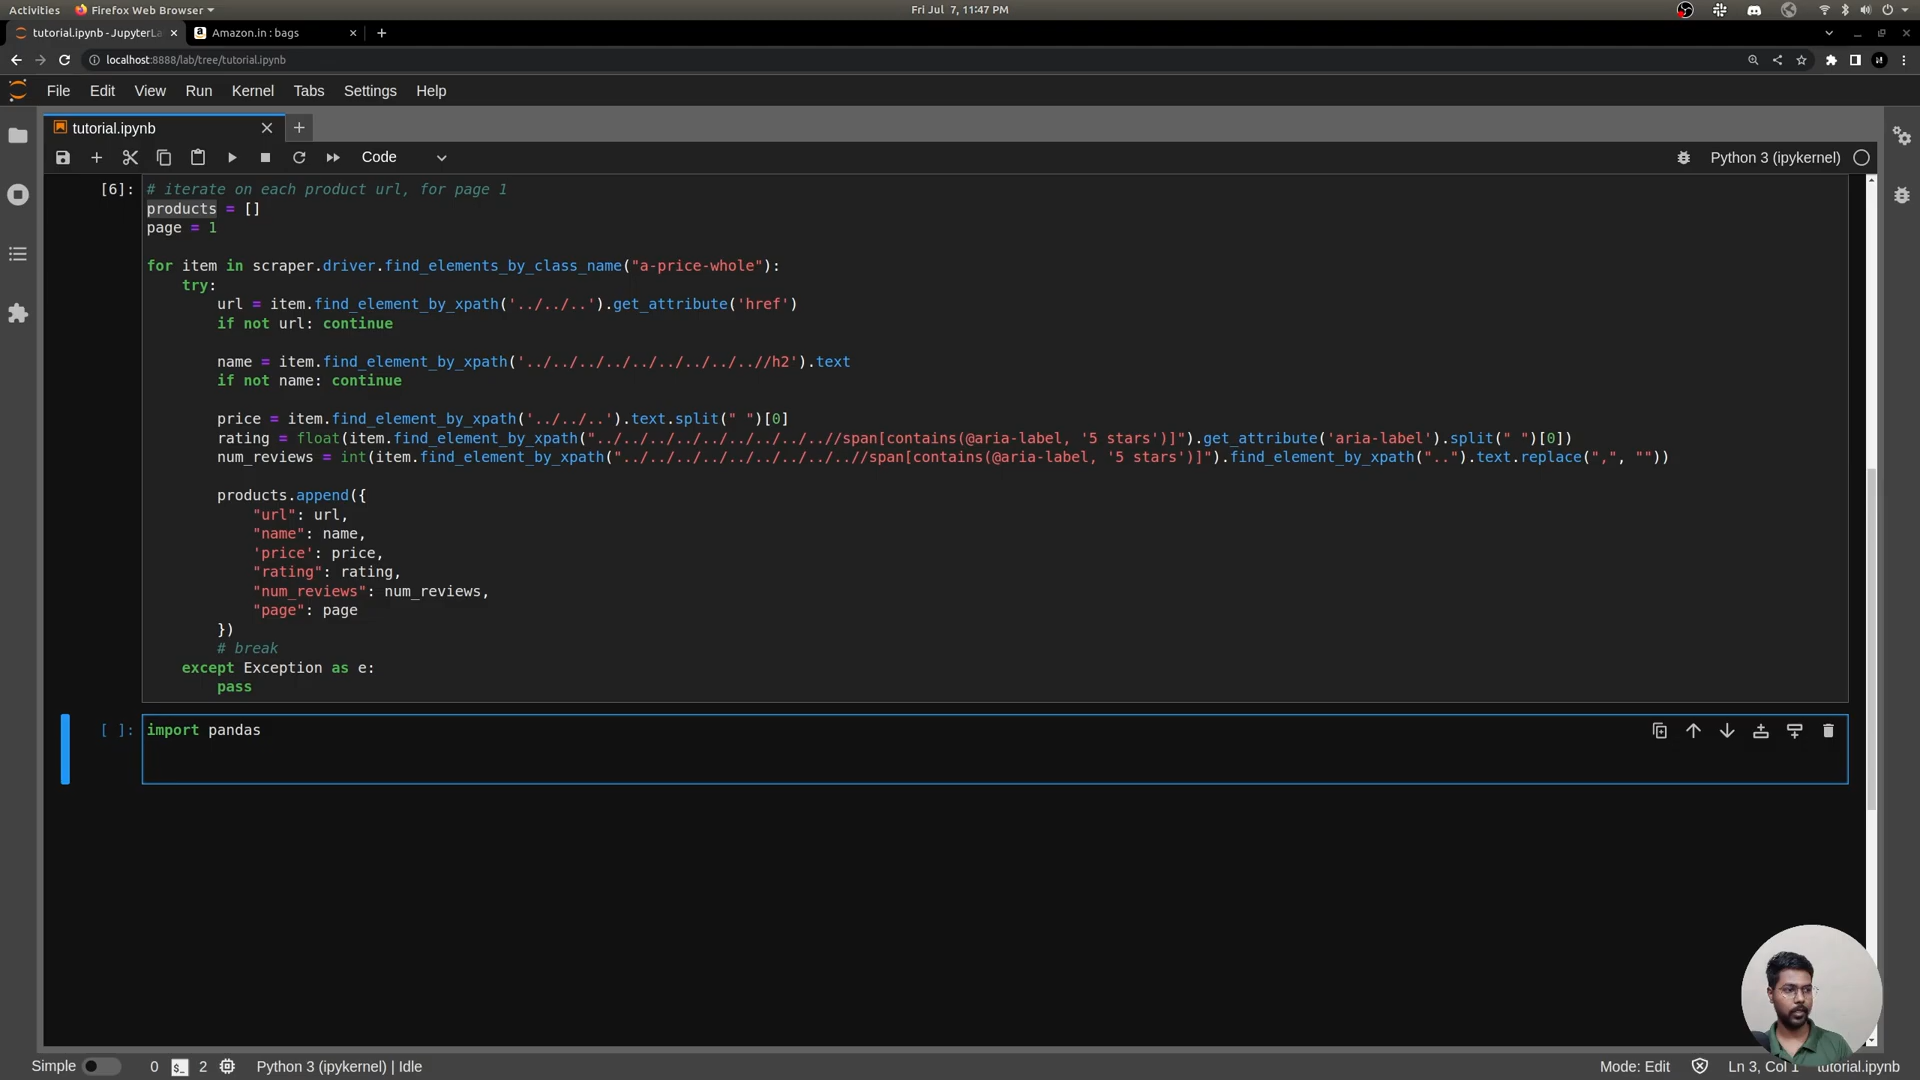 Activities Firefox Web Browser Fri Jul 7, 11:47 PM
tutorial.ipynb - JupyterLa Amazon.in : bags
localhost:8888/lab/tree/tutorial.ipynb
File Edit View Run Kernel Tabs Settings Help
tutorial.ipynb
Code Python 3 (ipykernel)
[6]: # iterate on each product url, for page 1
products = []
page = 1
for item in scraper.driver.find_elements_by_class_name("a-price-whole"):
try:
url = item.find_element_by_xpath('../../..').get_attribute('href')
if not url: continue
name = item.find_element_by_xpath('../../../../../../../../..//h2').text
if not name: continue
price = item.find_element_by_xpath('../../..').text.split(" ")[0]
rating = float(item.find_element_by_xpath("../../../../../../../../..//span[contains(@aria-label, '5 stars')]").get_attribute('aria-label').split(" ")[0])
num_reviews = int(item.find_element_by_xpath("../../../../../../../../..//span[contains(@aria-label, '5 stars')]").find_element_by_xpath("..").text.replace(",", ""))
products.append({
"url": url,
"name": name,
'price': price,
"rating": rating,
"num_reviews": num_reviews,
"page": page
})
# break
except Exception as e:
pass
[ ]: import pandas
Simple 0 2 Python 3 (ipykernel) | Idle Mode: Edit Ln 3, Col 1 tutorial.ipynb